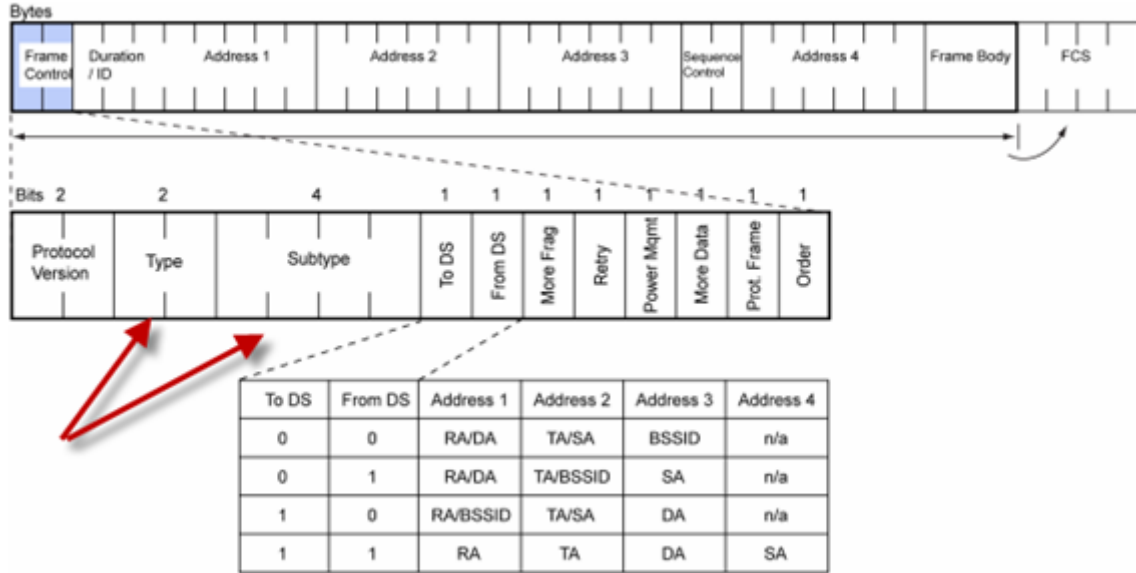 Bytes
Frame Control Duration / ID Address 1 Address 2 Address 3 Sequence Control Address 4 Frame Body FCS
Bits 2 2 4 1 1 1 1 1 1 1 1
Protocol Version Type Subtype To DS From DS More Frag Retry Power Mqmt More Data Prot. Frame Order
To DS From DS Address 1 Address 2 Address 3 Address 4
0 0 RA/DA TA/SA BSSID n/a
0 1 RA/DA TA/BSSID SA n/a
1 0 RA/BSSID TA/SA DA n/a
1 1 RA TA DA SA